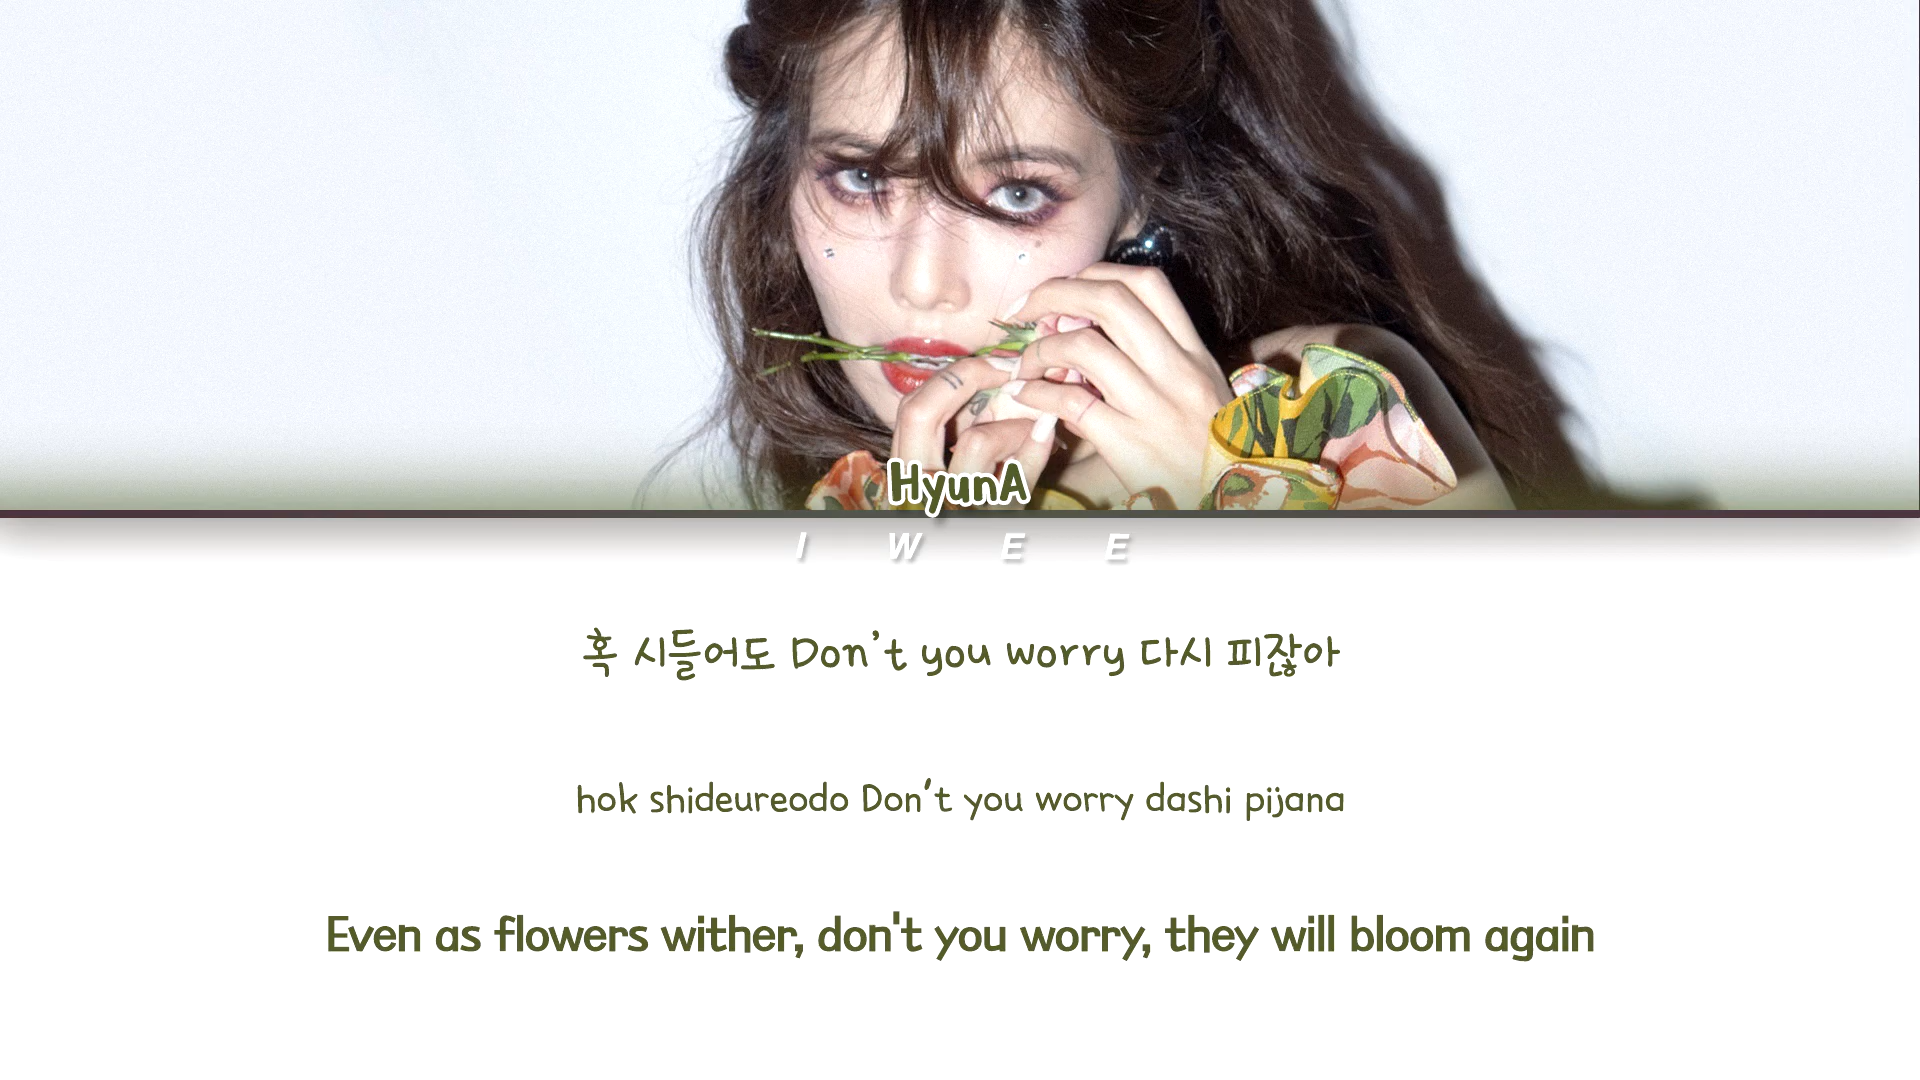 HyunA
I W E E
혹 시들어도 Don't you worry 다시 피잖아
hok shideureodo Don't you worry dashi pijana
Even as flowers wither, don't you worry, they will bloom again